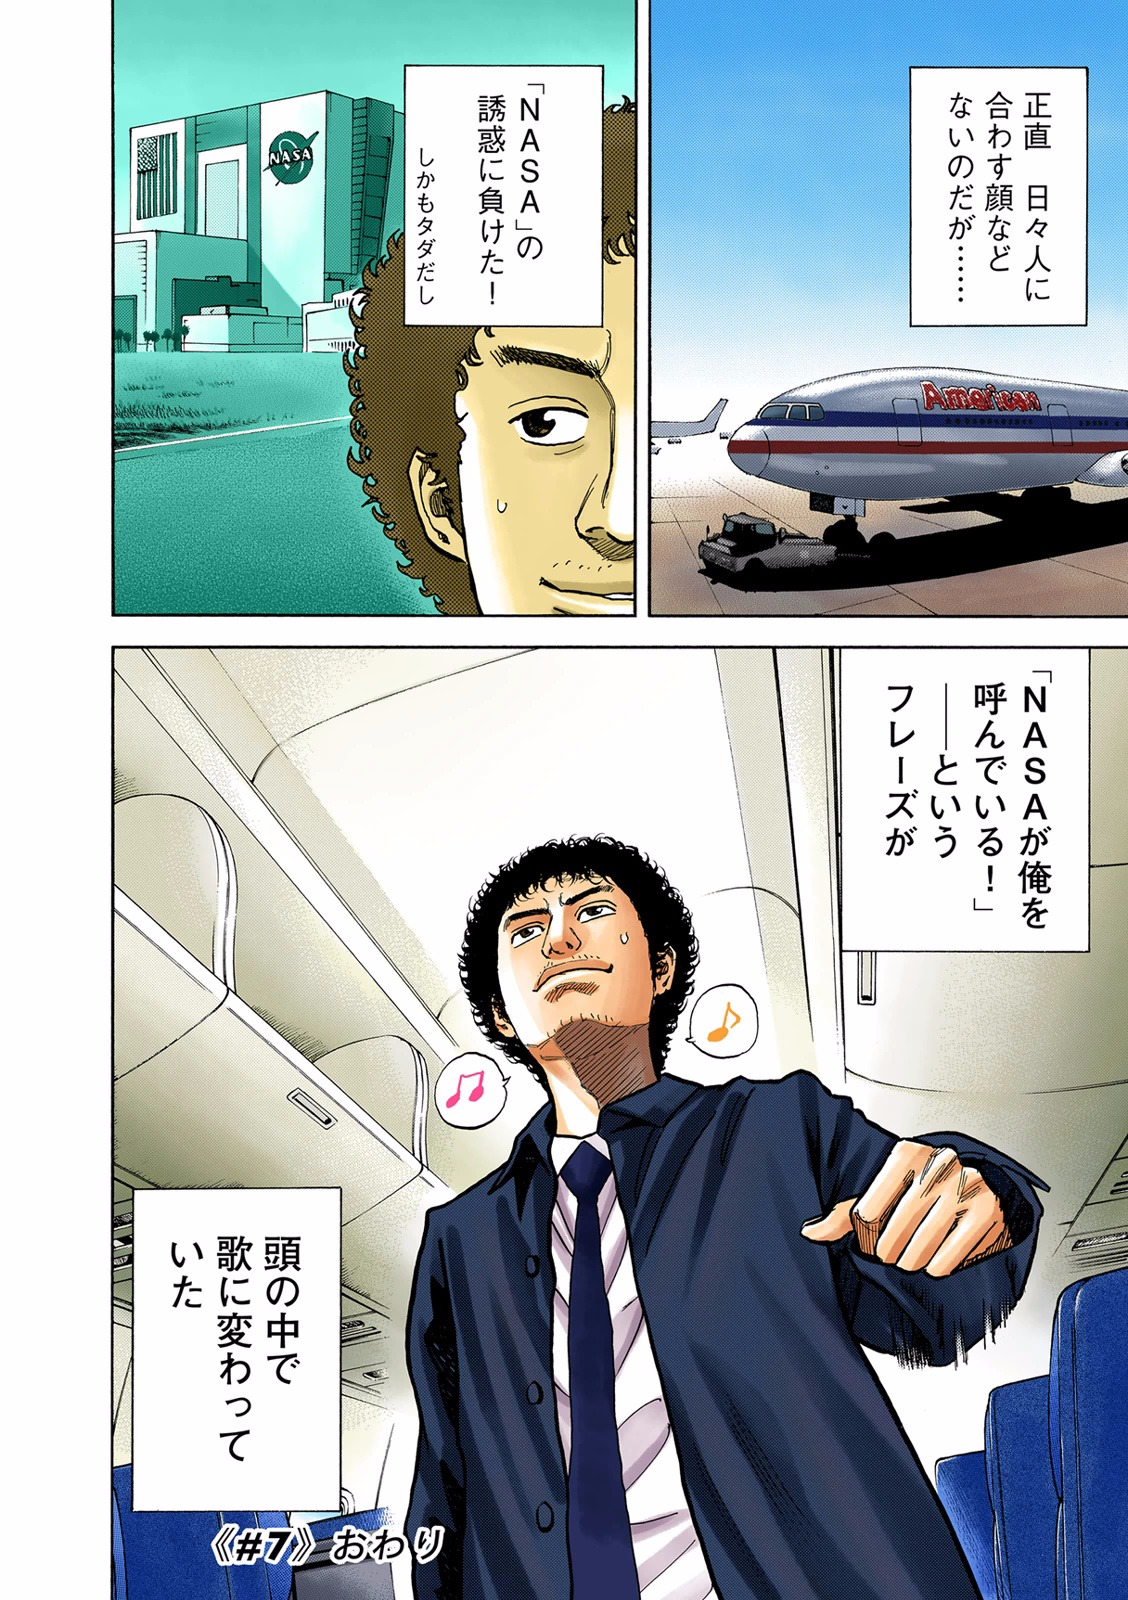 正直　日々人に
合わす顔など
ないのだが……
American
「NASA」の
誘惑に負けた！
しかもタダだし
NASA
「NASAが俺を
呼んでいる！」
――という
フレーズが
頭の中で
歌に変わって
いた
《#7》おわり